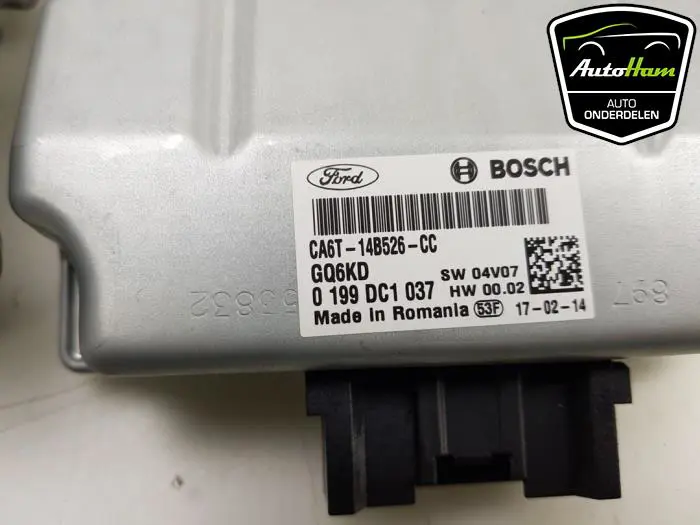 AutoHam
AUTO
ONDERDELEN
Ford
BOSCH
CA6T-14B526-CC
GQ6KD
SW 04V07
0 199 DC1 037
HW 00.02
Made in Romania 53F 17-02-14